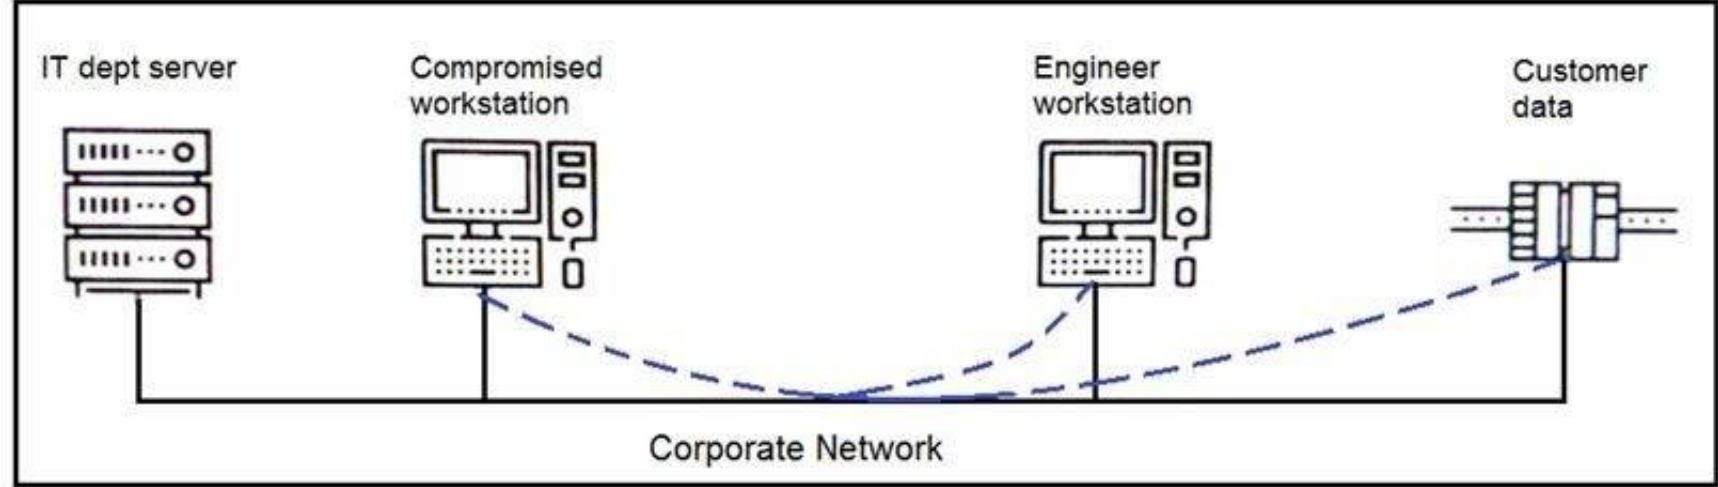 IT dept server
Compromised
workstation
Engineer
workstation
Customer
data
Corporate Network